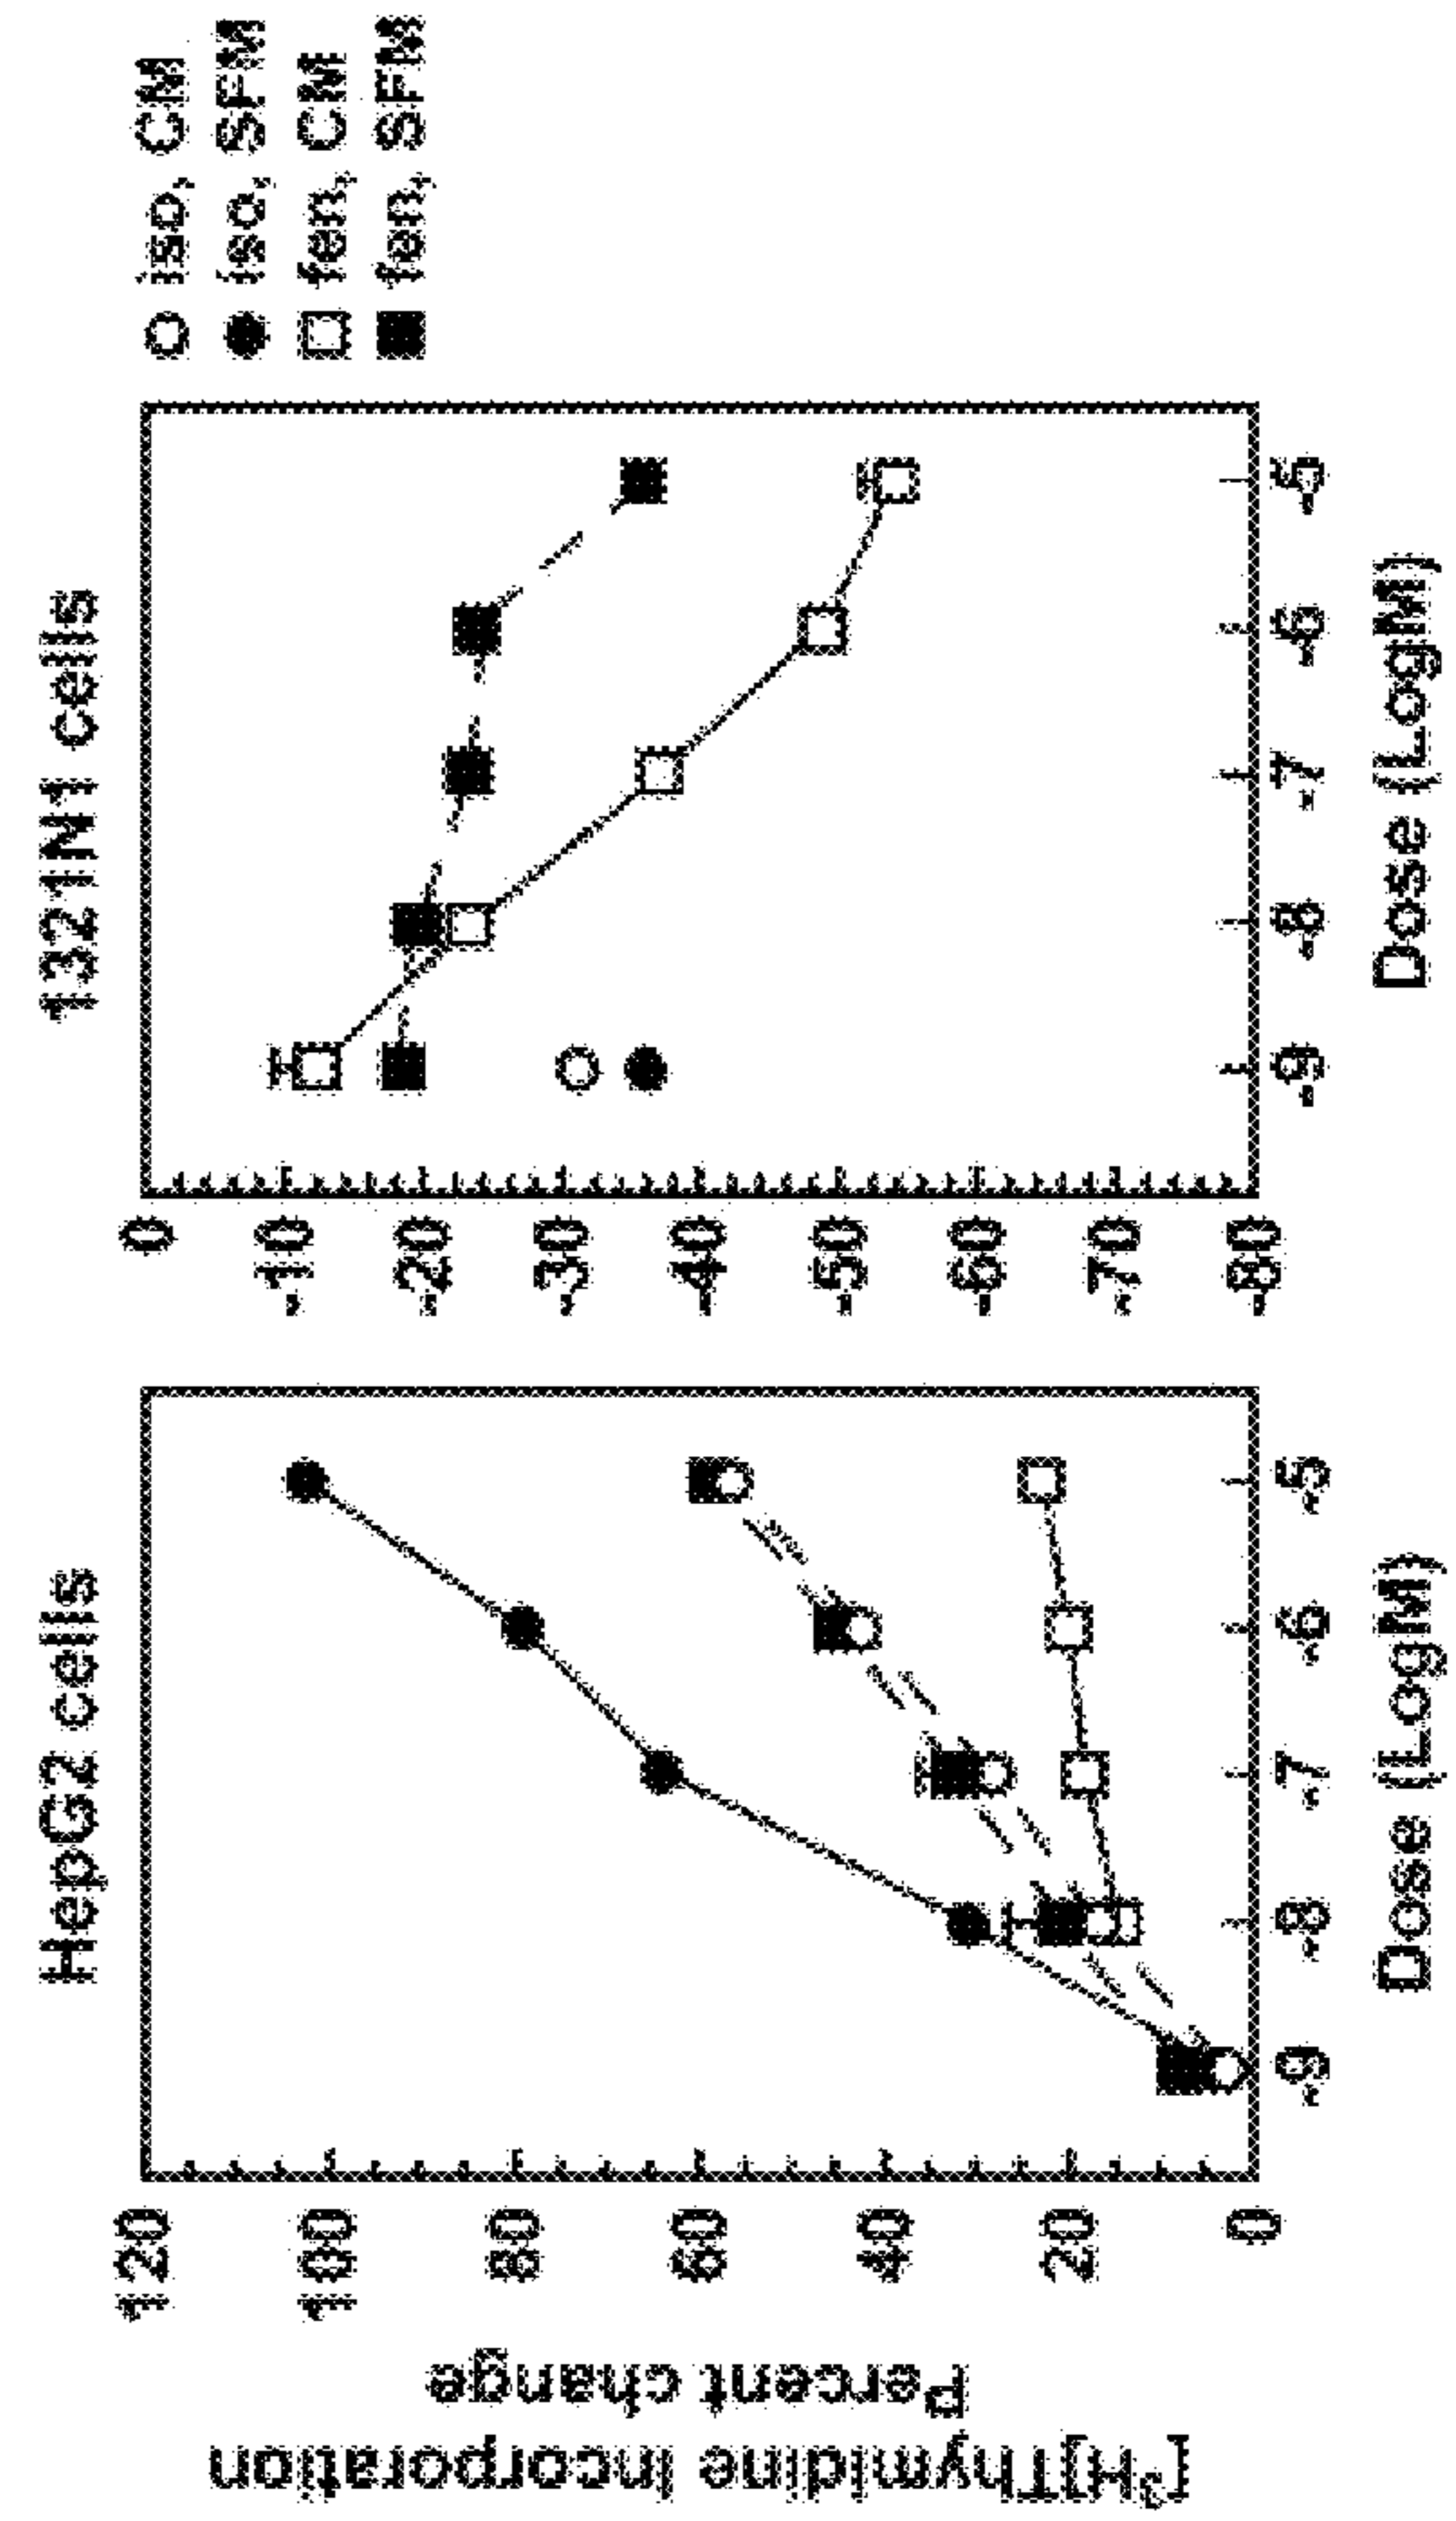 HepG2 cells
1321N1 cells
[³H]Thymidine incorporation
Percent change
120
100
80
60
40
20
0
-9
-8
-7
-6
-5
Dose (LogM)
0
-10
-20
-30
-40
-50
-60
-70
-80
-9
-8
-7
-6
-5
Dose (LogM)
iso, CM
iso, SFM
fen, CM
fen, SFM